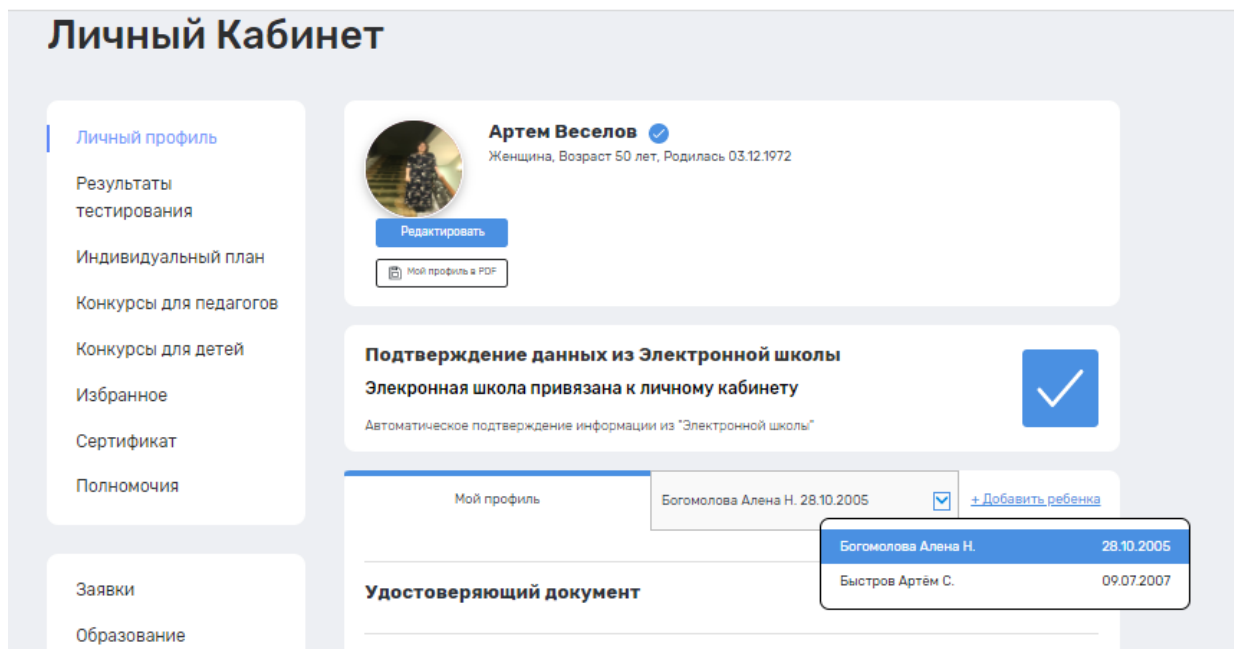 Личный Кабинет
Личный профиль
Результаты
тестирования
Индивидуальный план
Конкурсы для педагогов
Конкурсы для детей
Избранное
Сертификат
Полномочия
Заявки
Образование
Артем Веселов
Женщина, Возраст 50 лет, Родилась 03.12.1972
Редактировать
Мой профиль в PDF
Подтверждение данных из Электронной школы
Элекронная школа привязана к личному кабинету
Автоматическое подтверждение информации из "Электронной школы"
Мой профиль
Богомолова Алена Н. 28.10.2005
+ Добавить ребенка
Богомолова Алена Н. 28.10.2005
Быстров Артём С. 09.07.2007
Удостоверяющий документ